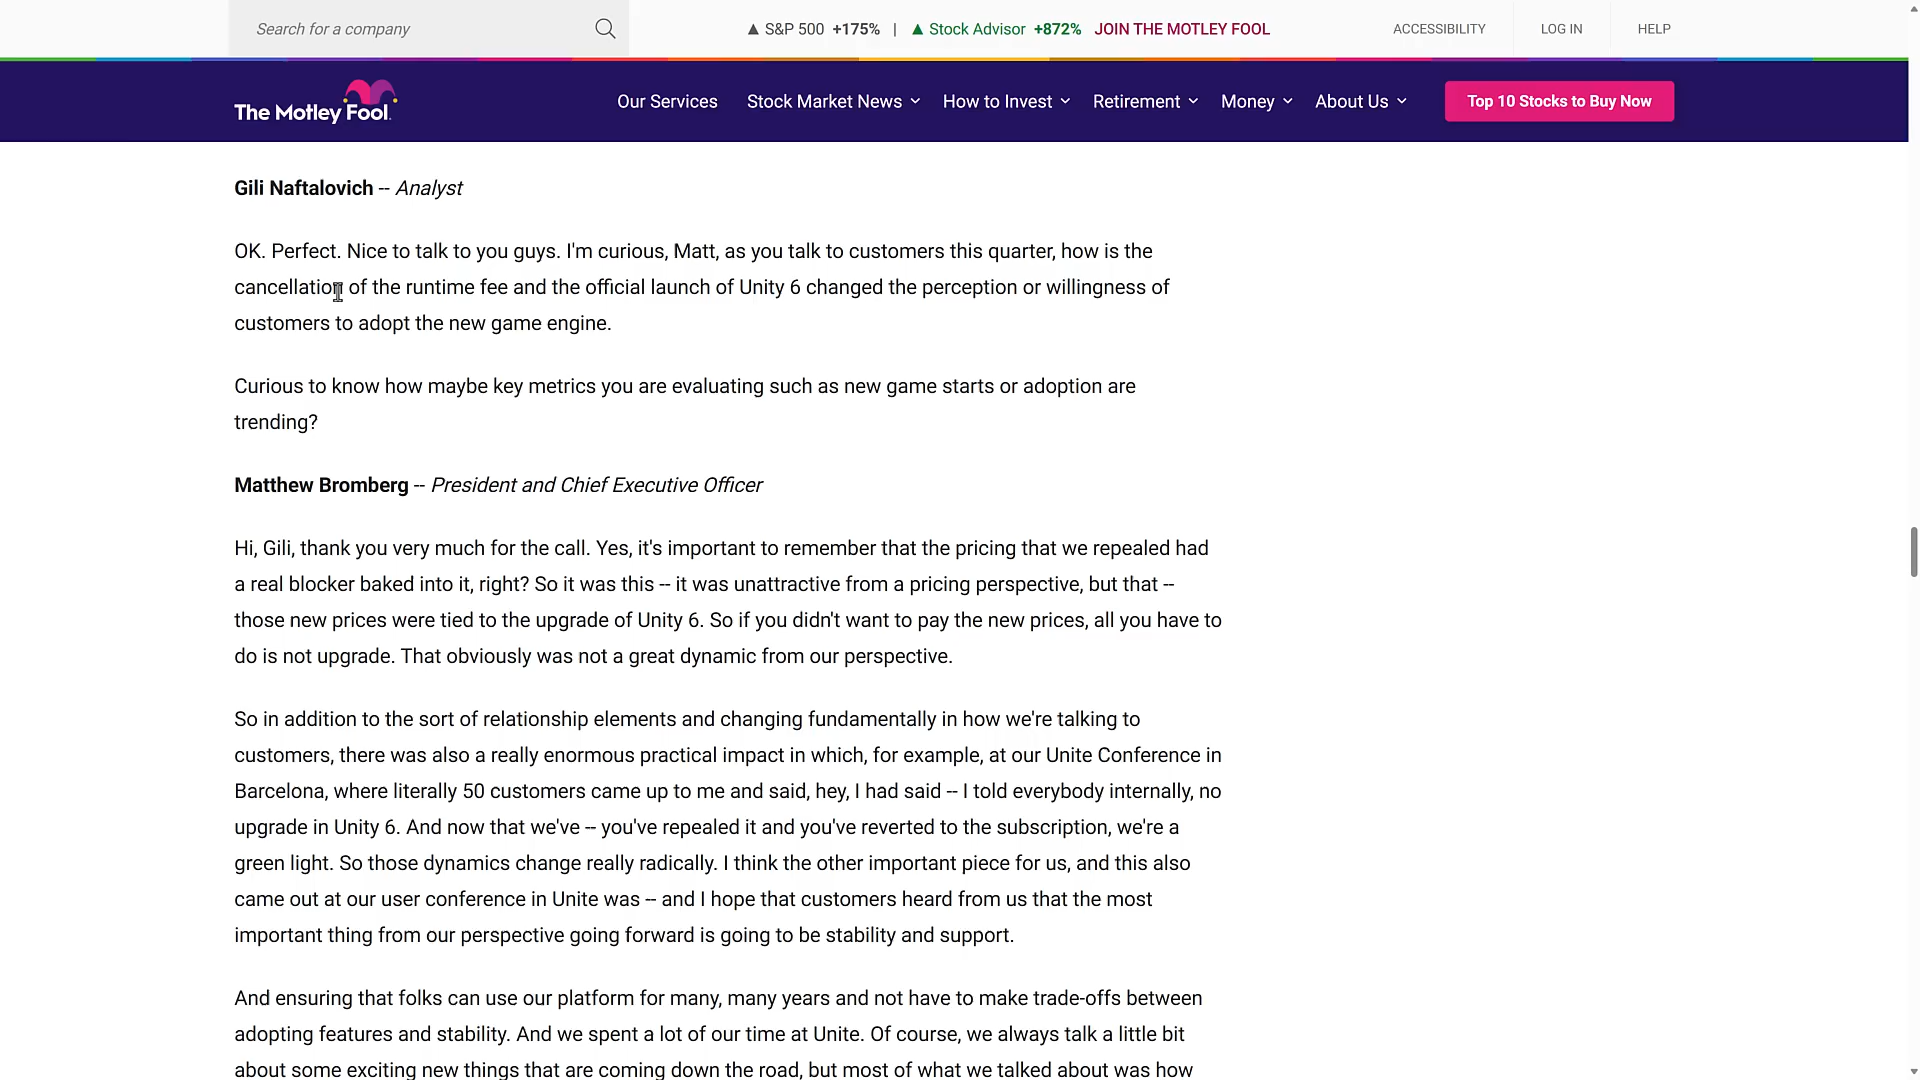 Search for a company
▲ S&P 500 +175% | ▲ Stock Advisor +872% JOIN THE MOTLEY FOOL
ACCESSIBILITY LOG IN HELP
The Motley Fool.
Our Services Stock Market News How to Invest Retirement Money About Us Top 10 Stocks to Buy Now
Gili Naftalovich -- Analyst
OK. Perfect. Nice to talk to you guys. I'm curious, Matt, as you talk to customers this quarter, how is the
cancellation of the runtime fee and the official launch of Unity 6 changed the perception or willingness of
customers to adopt the new game engine.
Curious to know how maybe key metrics you are evaluating such as new game starts or adoption are
trending?
Matthew Bromberg -- President and Chief Executive Officer
Hi, Gili, thank you very much for the call. Yes, it's important to remember that the pricing that we repealed had
a real blocker baked into it, right? So it was this -- it was unattractive from a pricing perspective, but that --
those new prices were tied to the upgrade of Unity 6. So if you didn't want to pay the new prices, all you have to
do is not upgrade. That obviously was not a great dynamic from our perspective.
So in addition to the sort of relationship elements and changing fundamentally in how we're talking to
customers, there was also a really enormous practical impact in which, for example, at our Unite Conference in
Barcelona, where literally 50 customers came up to me and said, hey, I had said -- I told everybody internally, no
upgrade in Unity 6. And now that we've -- you've repealed it and you've reverted to the subscription, we're a
green light. So those dynamics change really radically. I think the other important piece for us, and this also
came out at our user conference in Unite was -- and I hope that customers heard from us that the most
important thing from our perspective going forward is going to be stability and support.
And ensuring that folks can use our platform for many, many years and not have to make trade-offs between
adopting features and stability. And we spent a lot of our time at Unite. Of course, we always talk a little bit
about some exciting new things that are coming down the road, but most of what we talked about was how